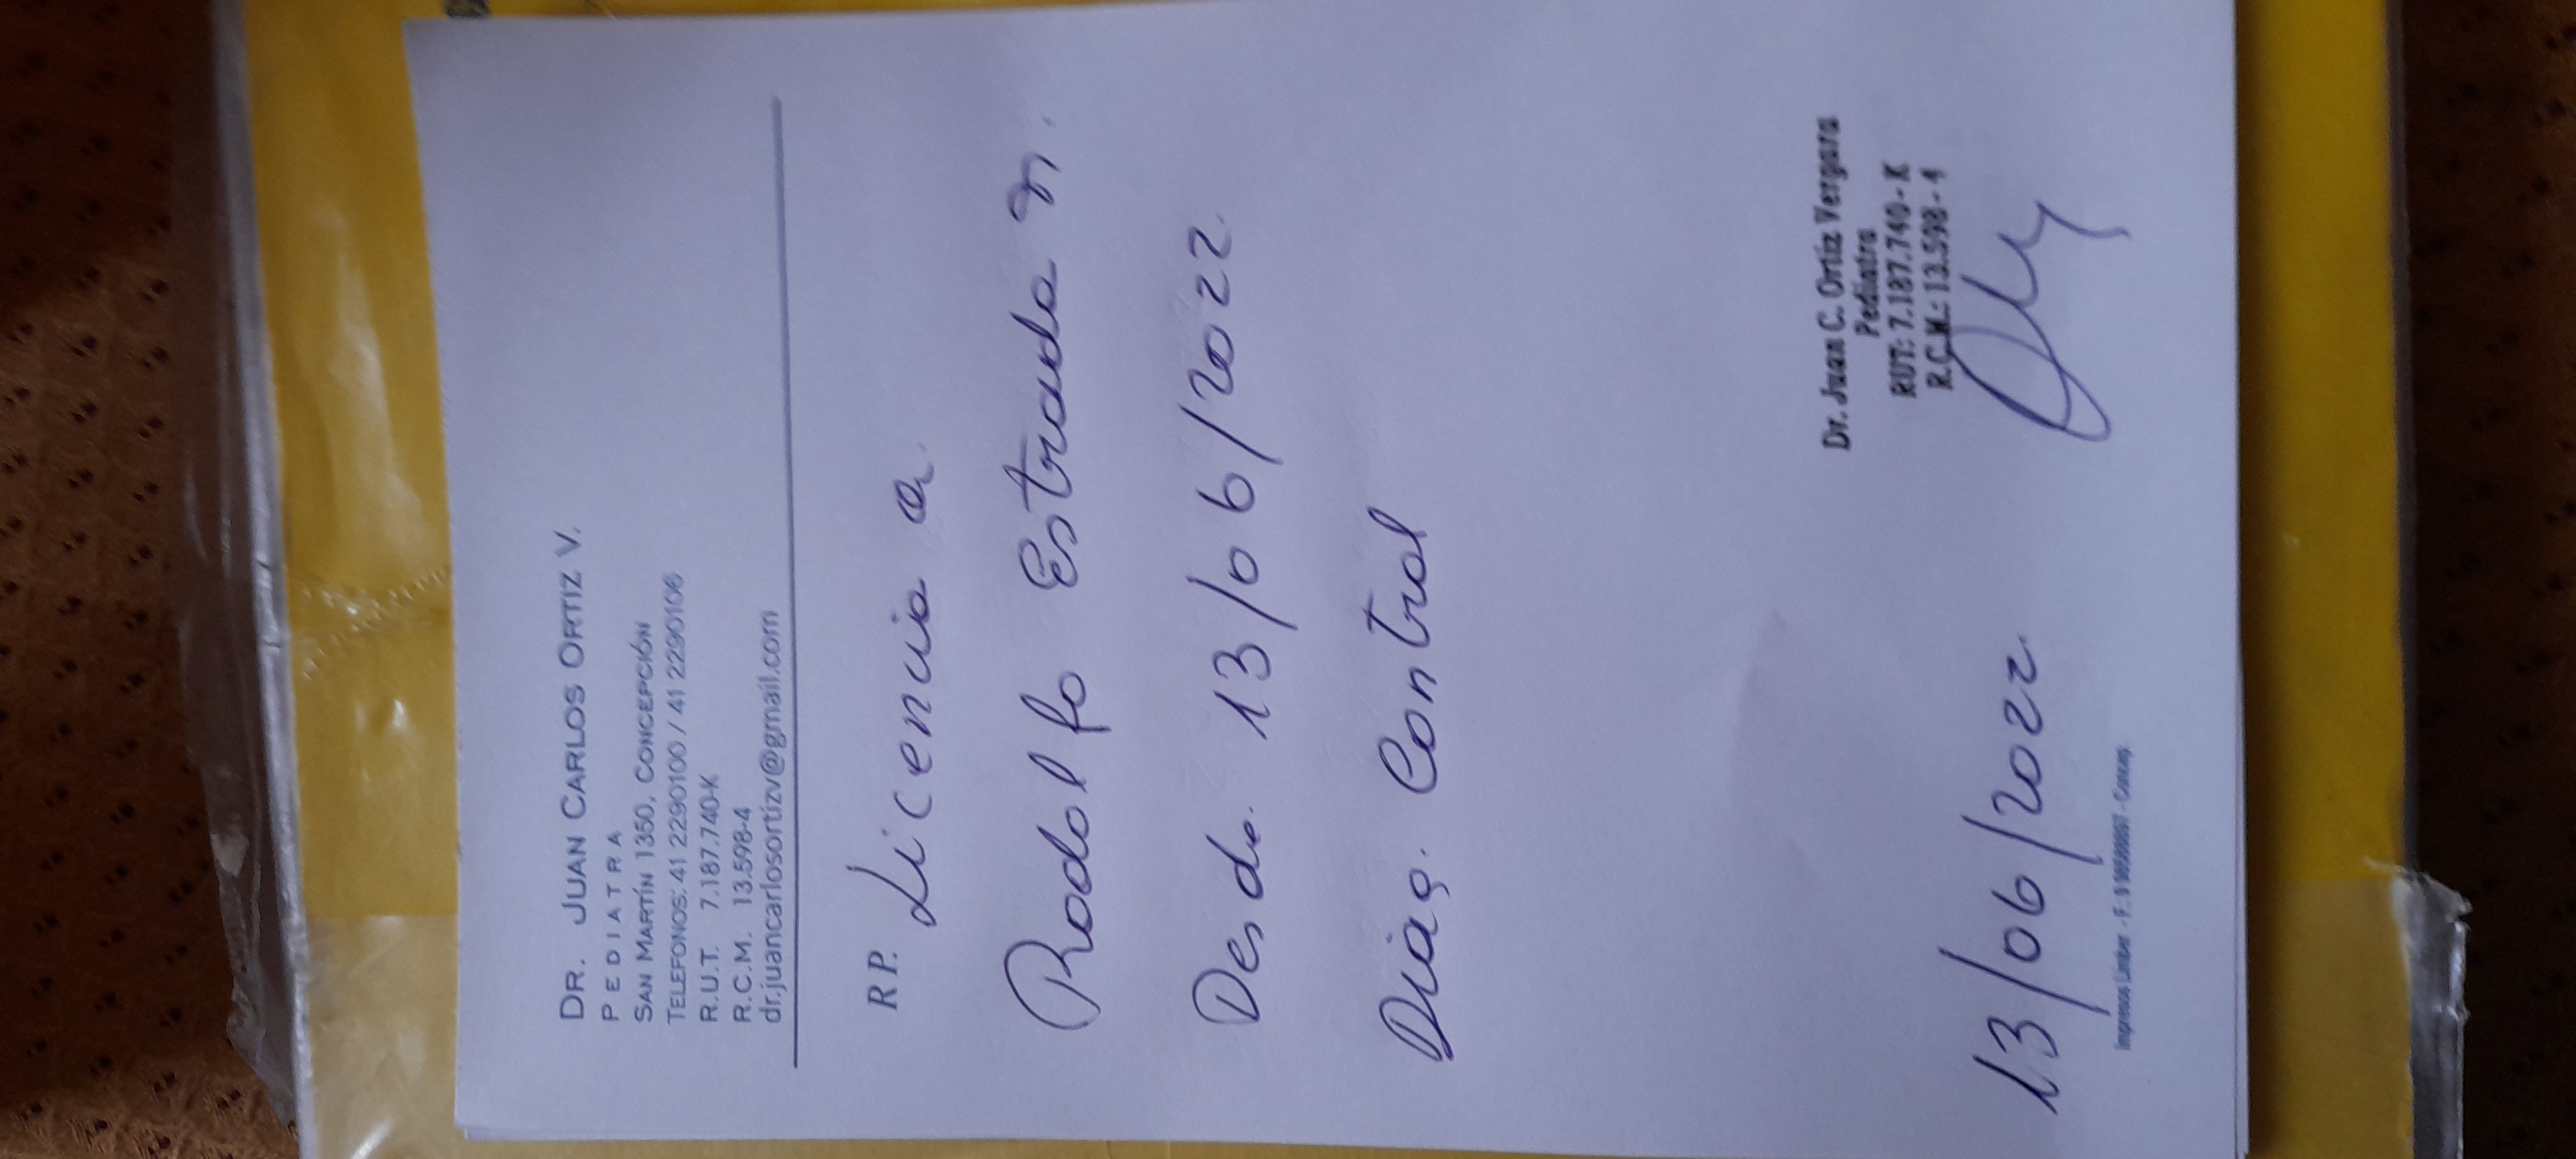 DR. JUAN CARLOS ORTIZ V.
PEDIATRA
SAN MARTÍN 1350, CONCEPCIÓN
TELEFONOS: 41 2290100 / 41 2290106
R.U.T. 7.187.740-K
R.C.M. 13.598-4
dr.juancarlosortizv@gmail.com
RP. Licencia a.
Rodolfo Estrada
Desde 13/06/2022.
Diag. Control
Dr. Juan C. Ortiz Vergara
Pediatra
RUT: 7.187.740-K
R.C.M.: 13.598-4
13/06/2022.
Impresos